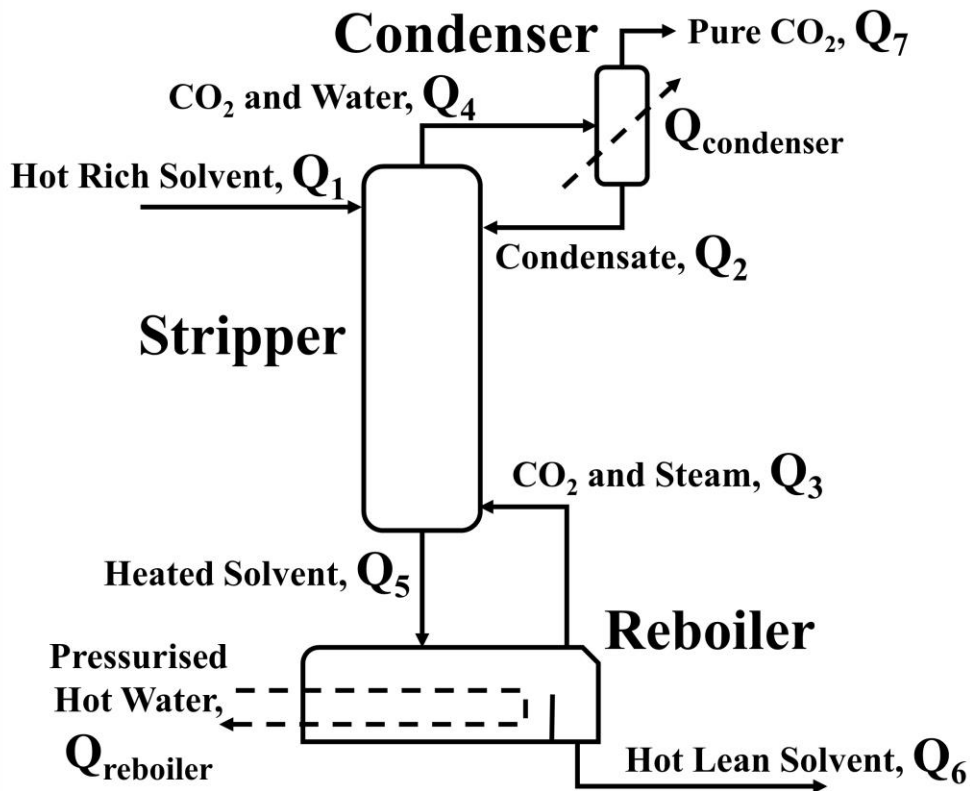 Condenser
Pure CO₂, Q₇
CO₂ and Water, Q₄
Q_condenser
Hot Rich Solvent, Q₁
Condensate, Q₂
Stripper
CO₂ and Steam, Q₃
Heated Solvent, Q₅
Reboiler
Pressurised
Hot Water,
Q_reboiler
Hot Lean Solvent, Q₆